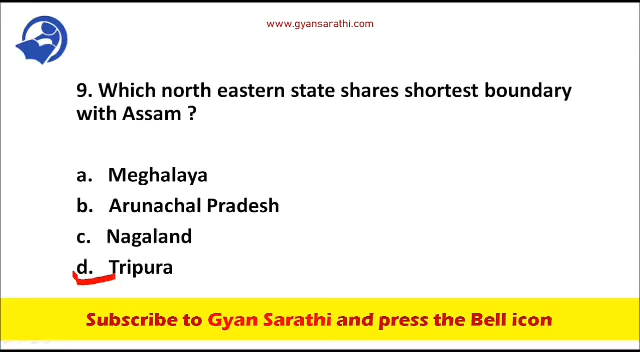 www.gyansarathi.com
9. Which north eastern state shares shortest boundary
with Assam ?
a. Meghalaya
b. Arunachal Pradesh
c. Nagaland
d. Tripura
Subscribe to Gyan Sarathi and press the Bell icon